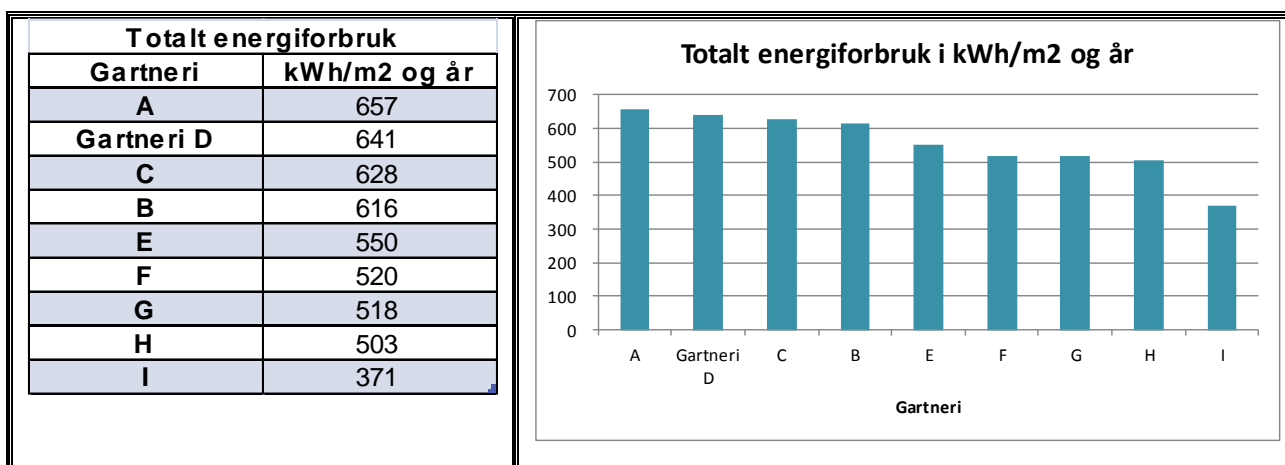 Totalt energiforbruk
Gartneri kWh/m2 og år
A 657
Gartneri D 641
C 628
B 616
E 550
F 520
G 518
H 503
I 371
Totalt energiforbruk i kWh/m2 og år
700
600
500
400
300
200
100
0
A Gartneri C B E F G H I
D
Gartneri